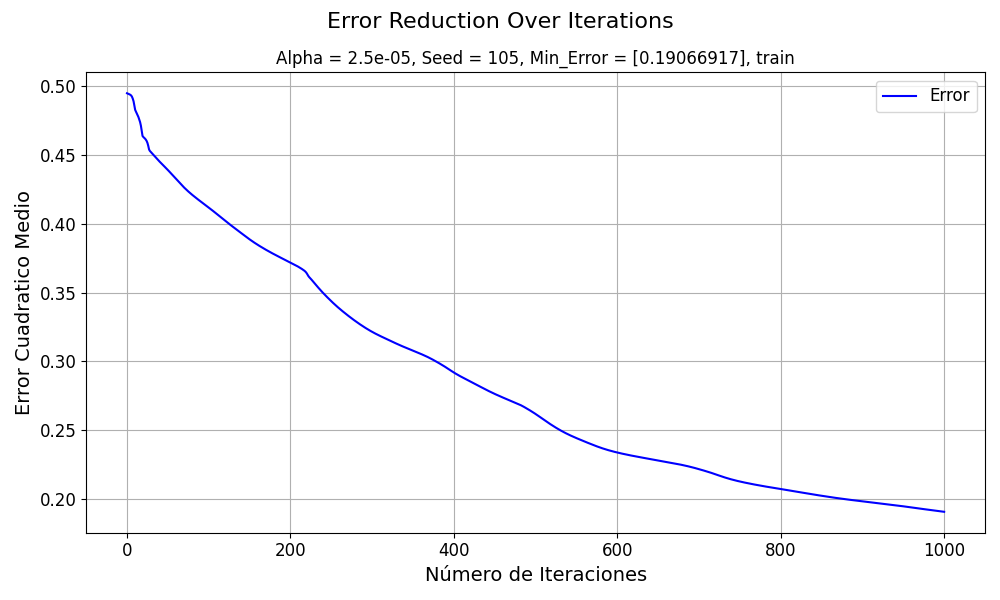 Error Reduction Over Iterations
Alpha = 2.5e-05, Seed = 105, Min_Error = [0.19066917], train
Error
Error Cuadratico Medio
0.50
0.45
0.40
0.35
0.30
0.25
0.20
0 200 400 600 800 1000
Número de Iteraciones